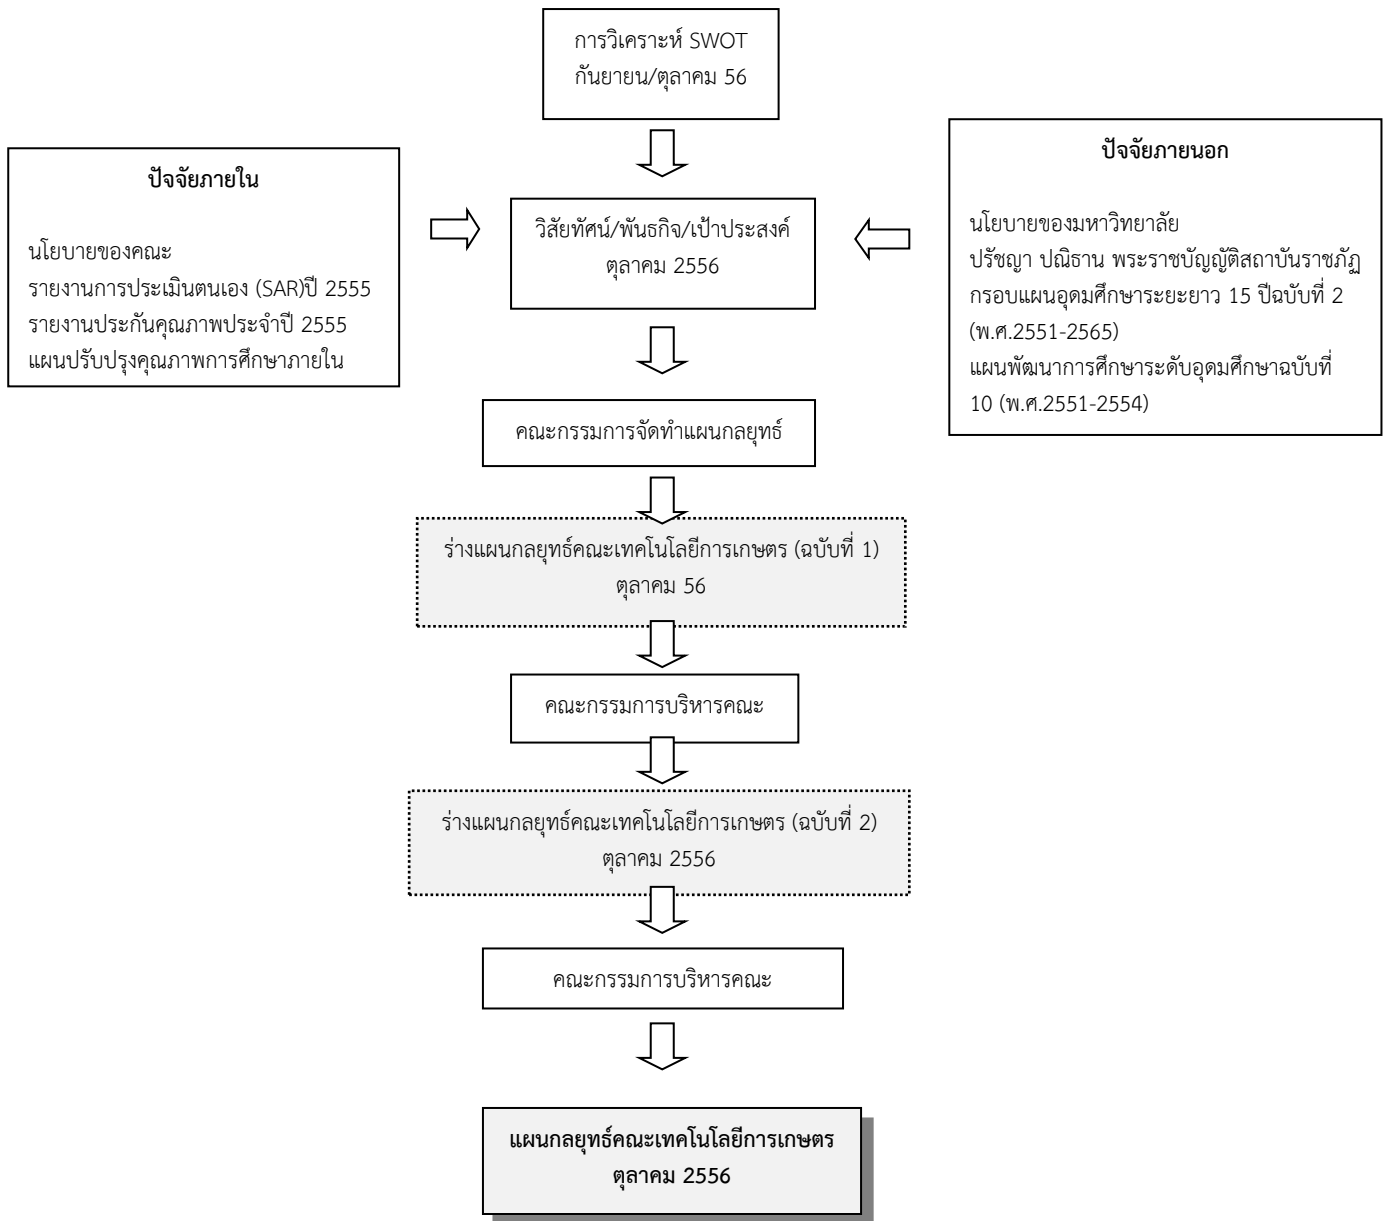 การวิเคราะห์ SWOT
กันยายน/ตุลาคม 56
ปัจจัยภายใน
นโยบายของคณะ
รายงานการประเมินตนเอง (SAR)ปี 2555
รายงานประกันคุณภาพประจำปี 2555
แผนปรับปรุงคุณภาพการศึกษาภายใน
วิสัยทัศน์/พันธกิจ/เป้าประสงค์
ตุลาคม 2556
ปัจจัยภายนอก
นโยบายของมหาวิทยาลัย
ปรัชญา ปณิธาน พระราชบัญญัติสถาบันราชภัฏ
กรอบแผนอุดมศึกษาระยะยาว 15 ปีฉบับที่ 2
(พ.ศ.2551-2565)
แผนพัฒนาการศึกษาระดับอุดมศึกษาฉบับที่
10 (พ.ศ.2551-2554)
คณะกรรมการจัดทำแผนกลยุทธ์
ร่างแผนกลยุทธ์คณะเทคโนโลยีการเกษตร (ฉบับที่ 1)
ตุลาคม 56
คณะกรรมการบริหารคณะ
ร่างแผนกลยุทธ์คณะเทคโนโลยีการเกษตร (ฉบับที่ 2)
ตุลาคม 2556
คณะกรรมการบริหารคณะ
แผนกลยุทธ์คณะเทคโนโลยีการเกษตร
ตุลาคม 2556